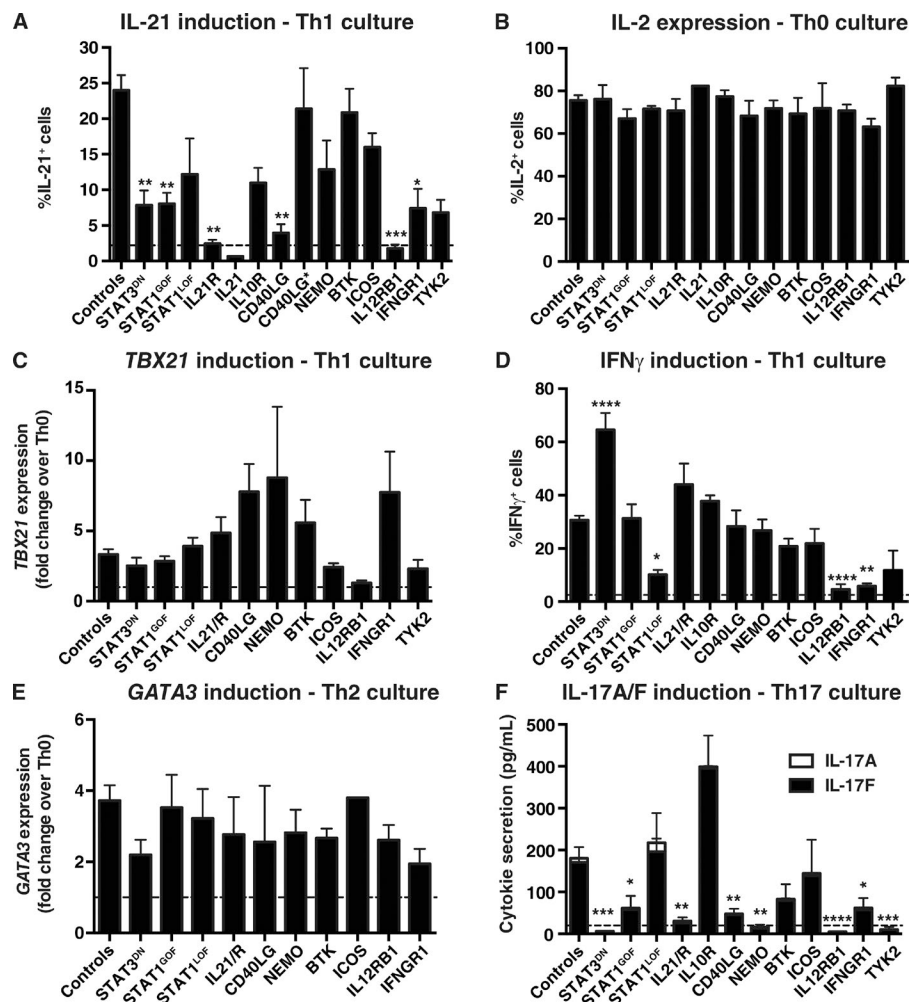 A IL-21 induction - Th1 culture
%IL-21⁺ cells
30
25
20
15
10
5
0
** ** ** ** *** *
Controls STAT3ᴰᴺ STAT1ᴳᴼᶠ STAT1ᴸᴼᶠ IL21R IL21 IL10R CD40LG CD40LG* NEMO BTK ICOS IL12RB1 IFNGR1 TYK2
B IL-2 expression - Th0 culture
%IL-2⁺ cells
100
80
60
40
20
0
Controls STAT3ᴰᴺ STAT1ᴳᴼᶠ STAT1ᴸᴼᶠ IL21R IL21 IL10R CD40LG NEMO BTK ICOS IL12RB1 IFNGR1 TYK2
C TBX21 induction - Th1 culture
TBX21 expression
(fold change over Th0)
15
10
5
0
Controls STAT3ᴰᴺ STAT1ᴳᴼᶠ STAT1ᴸᴼᶠ IL21/R CD40LG NEMO BTK ICOS IL12RB1 IFNGR1 TYK2
D IFNγ induction - Th1 culture
%IFNγ⁺ cells
80
60
40
20
0
**** * **** **
Controls STAT3ᴰᴺ STAT1ᴳᴼᶠ STAT1ᴸᴼᶠ IL21/R IL10R CD40LG NEMO BTK ICOS IL12RB1 IFNGR1 TYK2
E GATA3 induction - Th2 culture
GATA3 expression
(fold change over Th0)
6
4
2
0
Controls STAT3ᴰᴺ STAT1ᴳᴼᶠ STAT1ᴸᴼᶠ IL21/R CD40LG NEMO BTK ICOS IL12RB1 IFNGR1
F IL-17A/F induction - Th17 culture
Cytokie secretion (pg/mL)
500
400
300
200
100
0
IL-17A
IL-17F
*** * ** ** ** **** * ***
Controls STAT3ᴰᴺ STAT1ᴳᴼᶠ STAT1ᴸᴼᶠ IL21/R IL10R CD40LG NEMO BTK ICOS IL12RB1 IFNGR1 TYK2